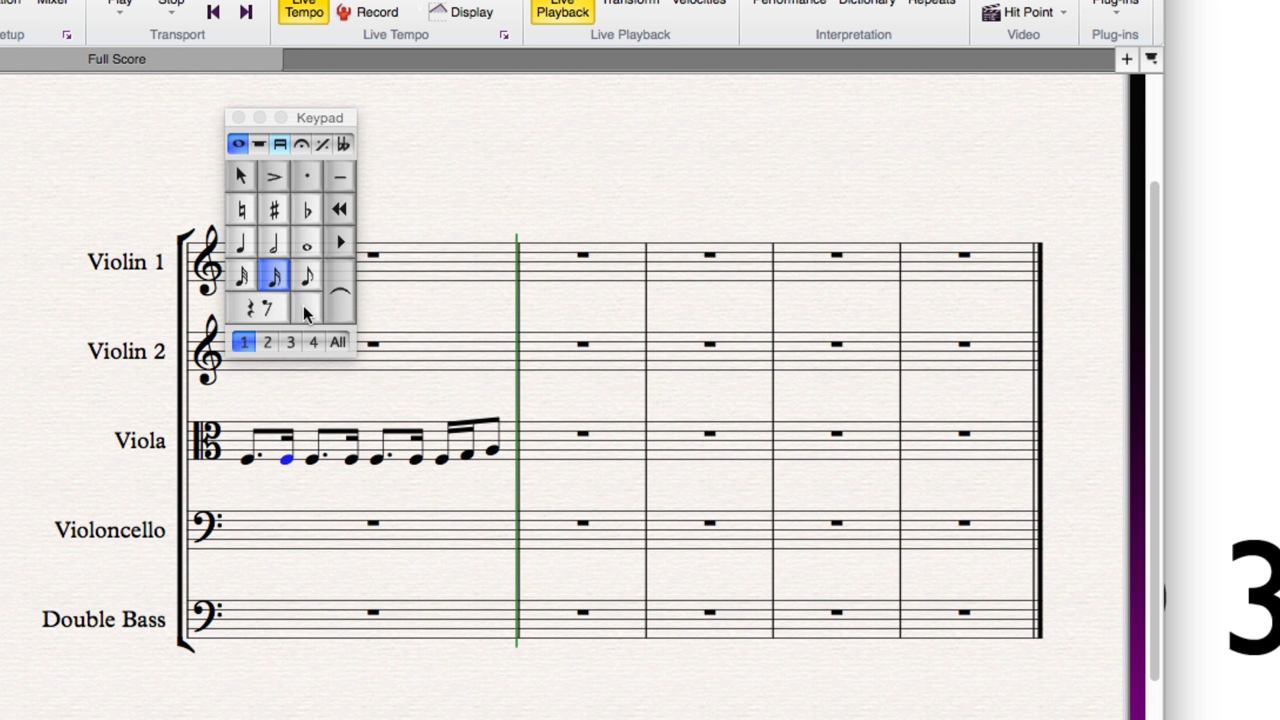 Mixer Play Stop Live Tempo Record Display Live Playback Transform Velocities Performance Dictionary Repeats Hit Point Plug-ins
Transport Live Tempo Live Playback Interpretation Video Plug-ins
Full Score
Keypad
1 2 3 4 All
Violin 1
Violin 2
Viola
Violoncello
Double Bass
3